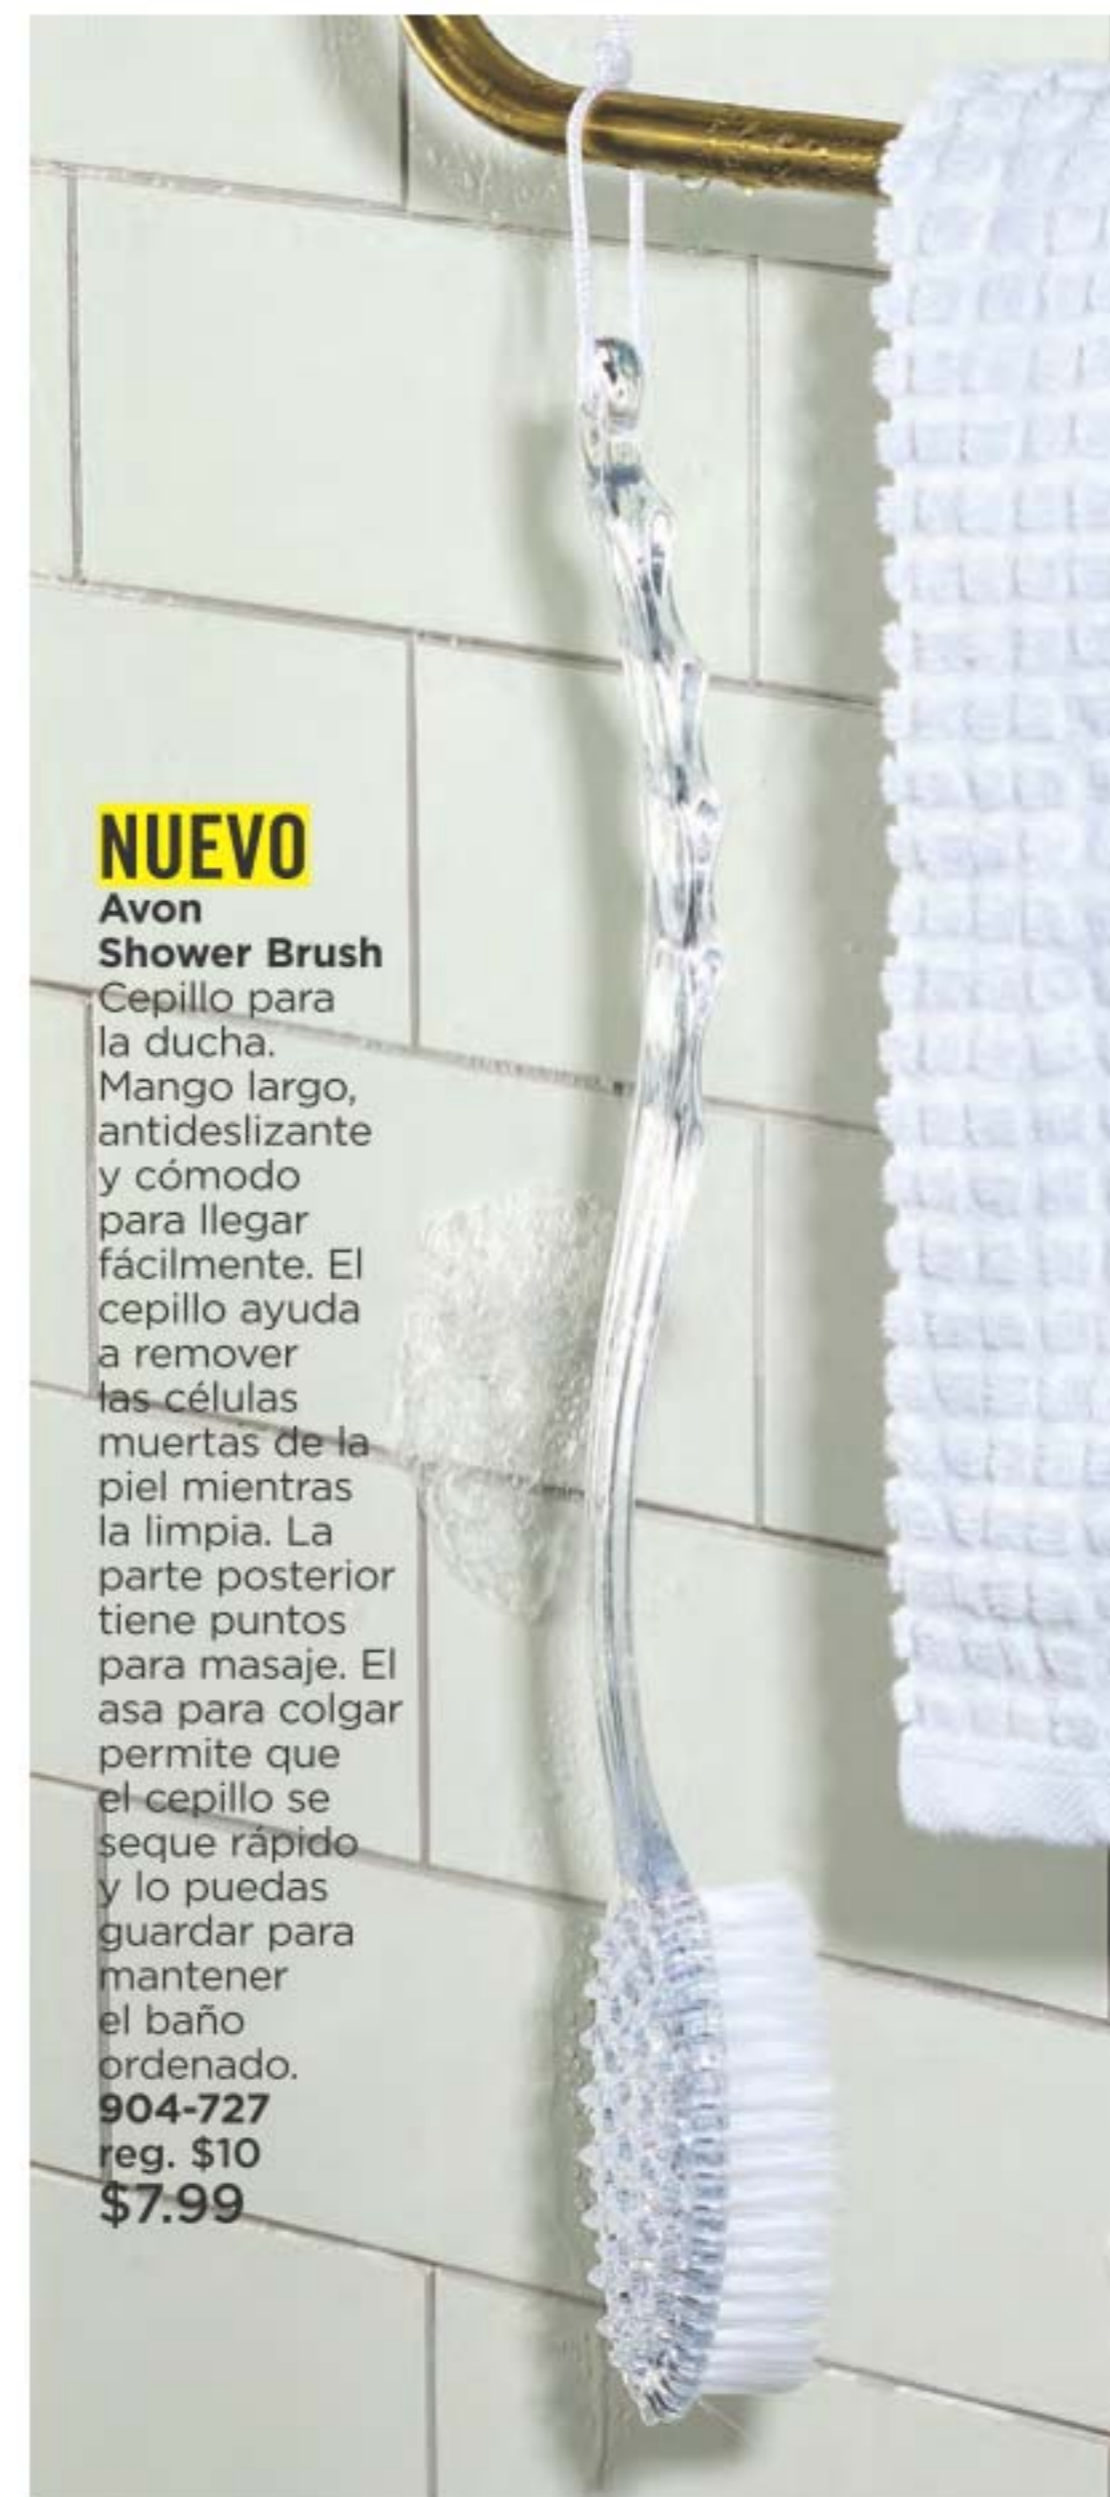 NUEVO
Avon
Shower Brush
Cepillo para
la ducha.
Mango largo,
antideslizante
y cómodo
para llegar
fácilmente. El
cepillo ayuda
a remover
las células
muertas de la
piel mientras
la limpia. La
parte posterior
tiene puntos
para masaje. El
asa para colgar
permite que
el cepillo se
seque rápido
y lo puedas
guardar para
mantener
el baño
ordenado.
904-727
reg. $10
$7.99